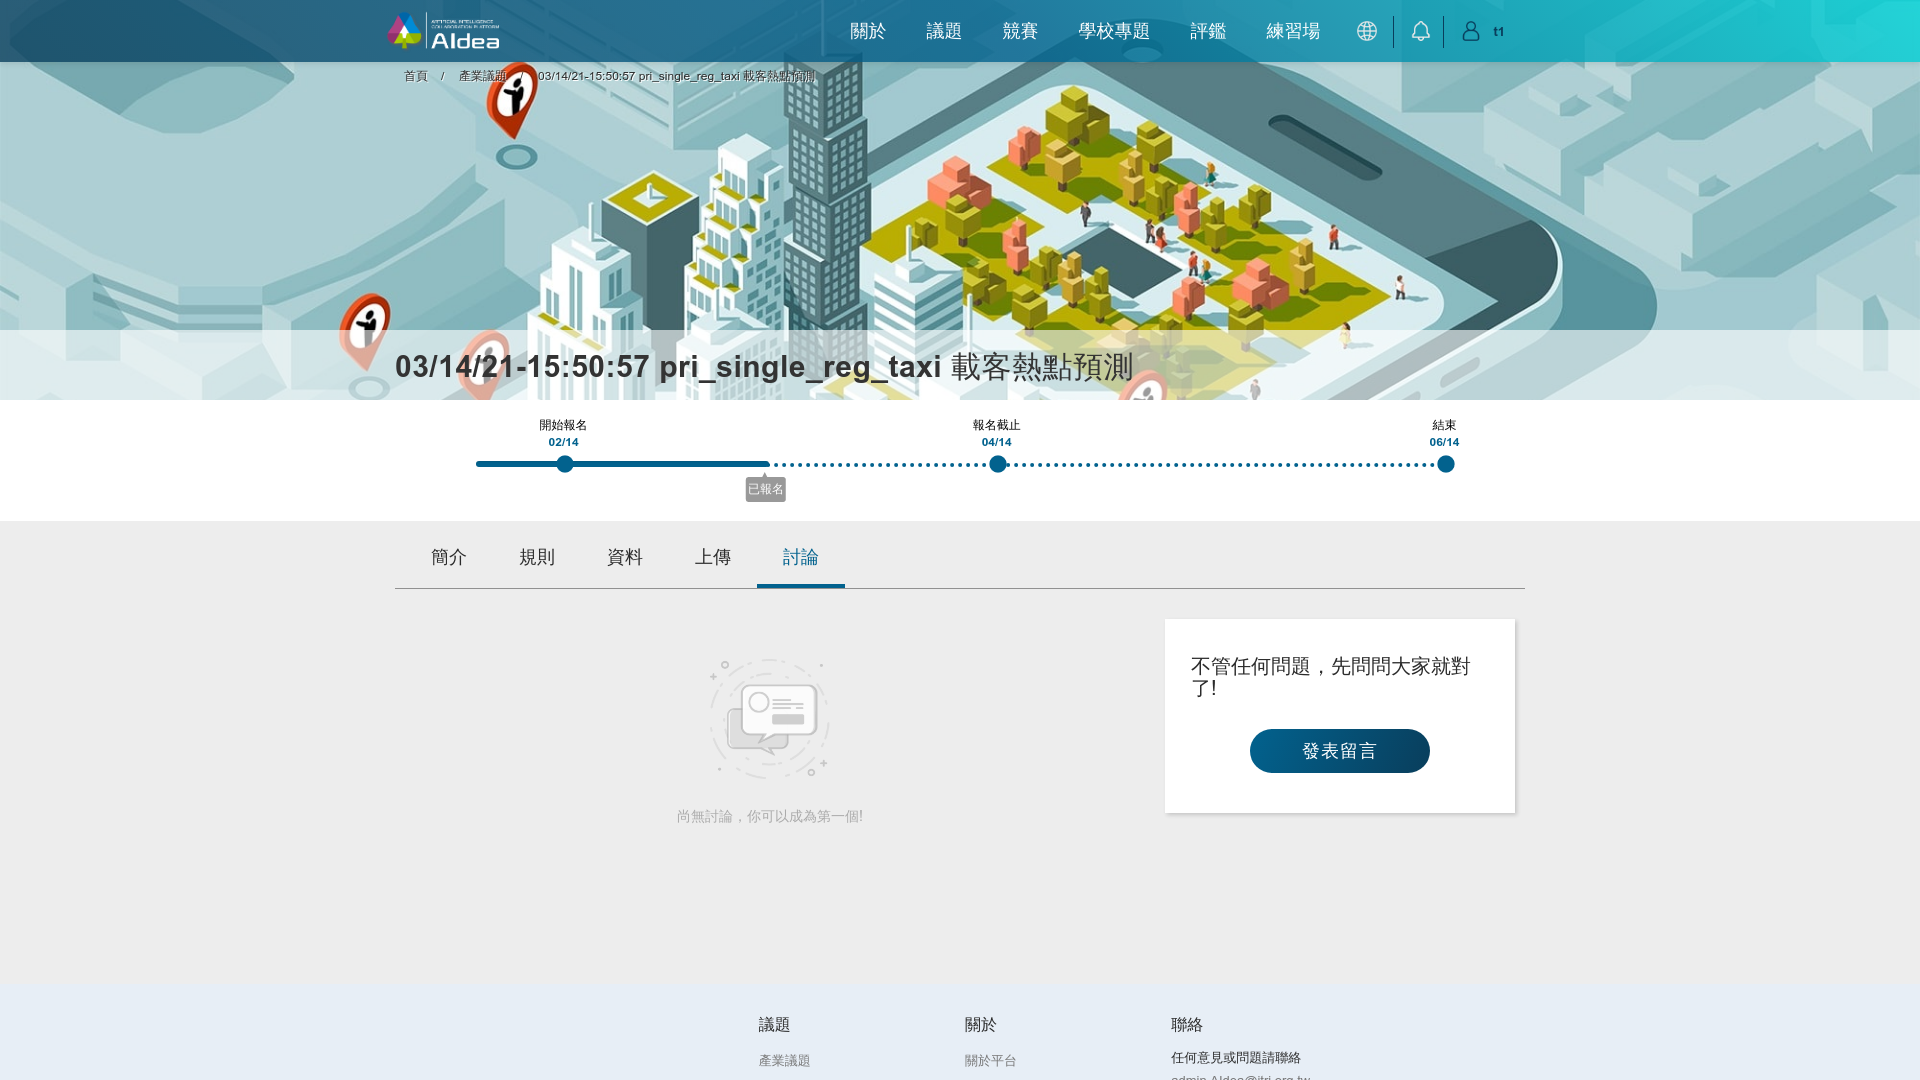 ARTIFICIAL INTELLIGENCE
COLLABORATION PLATFORM
AIdea
關於
議題
競賽
學校專題
評鑑
練習場
t1
首頁 / 產業議題 / 03/14/21-15:50:57 pri_single_reg_taxi 載客熱點預測
03/14/21-15:50:57 pri_single_reg_taxi 載客熱點預測
開始報名
02/14
報名截止
04/14
結束
06/14
已報名
簡介
規則
資料
上傳
討論
尚無討論，你可以成為第一個!
不管任何問題，先問問大家就對
了!
發表留言
議題
產業議題
關於
關於平台
聯絡
任何意見或問題請聯絡
admin.AIdea@itri.org.tw